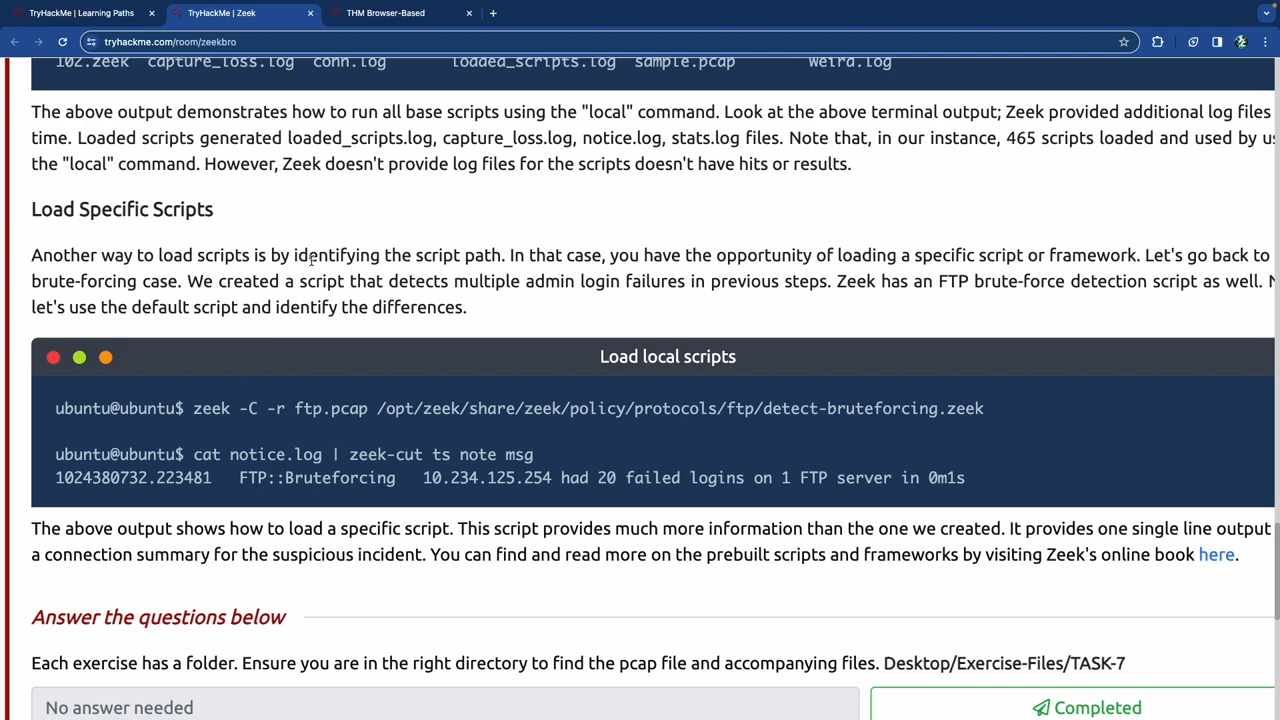 TryHackMe | Learning Paths
TryHackMe | Zeek
THM Browser-Based
tryhackme.com/room/zeekbro
102.zeek capture_loss.log conn.log loaded_scripts.log sample.pcap weird.log
The above output demonstrates how to run all base scripts using the "local" command. Look at the above terminal output; Zeek provided additional log files
time. Loaded scripts generated loaded_scripts.log, capture_loss.log, notice.log, stats.log files. Note that, in our instance, 465 scripts loaded and used by
the "local" command. However, Zeek doesn't provide log files for the scripts doesn't have hits or results.
Load Specific Scripts
Another way to load scripts is by identifying the script path. In that case, you have the opportunity of loading a specific script or framework. Let's go back to
brute-forcing case. We created a script that detects multiple admin login failures in previous steps. Zeek has an FTP brute-force detection script as well.
let's use the default script and identify the differences.
Load local scripts
ubuntu@ubuntu$ zeek -C -r ftp.pcap /opt/zeek/share/zeek/policy/protocols/ftp/detect-bruteforcing.zeek
ubuntu@ubuntu$ cat notice.log | zeek-cut ts note msg
1024380732.223481 FTP::Bruteforcing 10.234.125.254 had 20 failed logins on 1 FTP server in 0m1s
The above output shows how to load a specific script. This script provides much more information than the one we created. It provides one single line output
a connection summary for the suspicious incident. You can find and read more on the prebuilt scripts and frameworks by visiting Zeek's online book here.
Answer the questions below
Each exercise has a folder. Ensure you are in the right directory to find the pcap file and accompanying files. Desktop/Exercise-Files/TASK-7
No answer needed
Completed